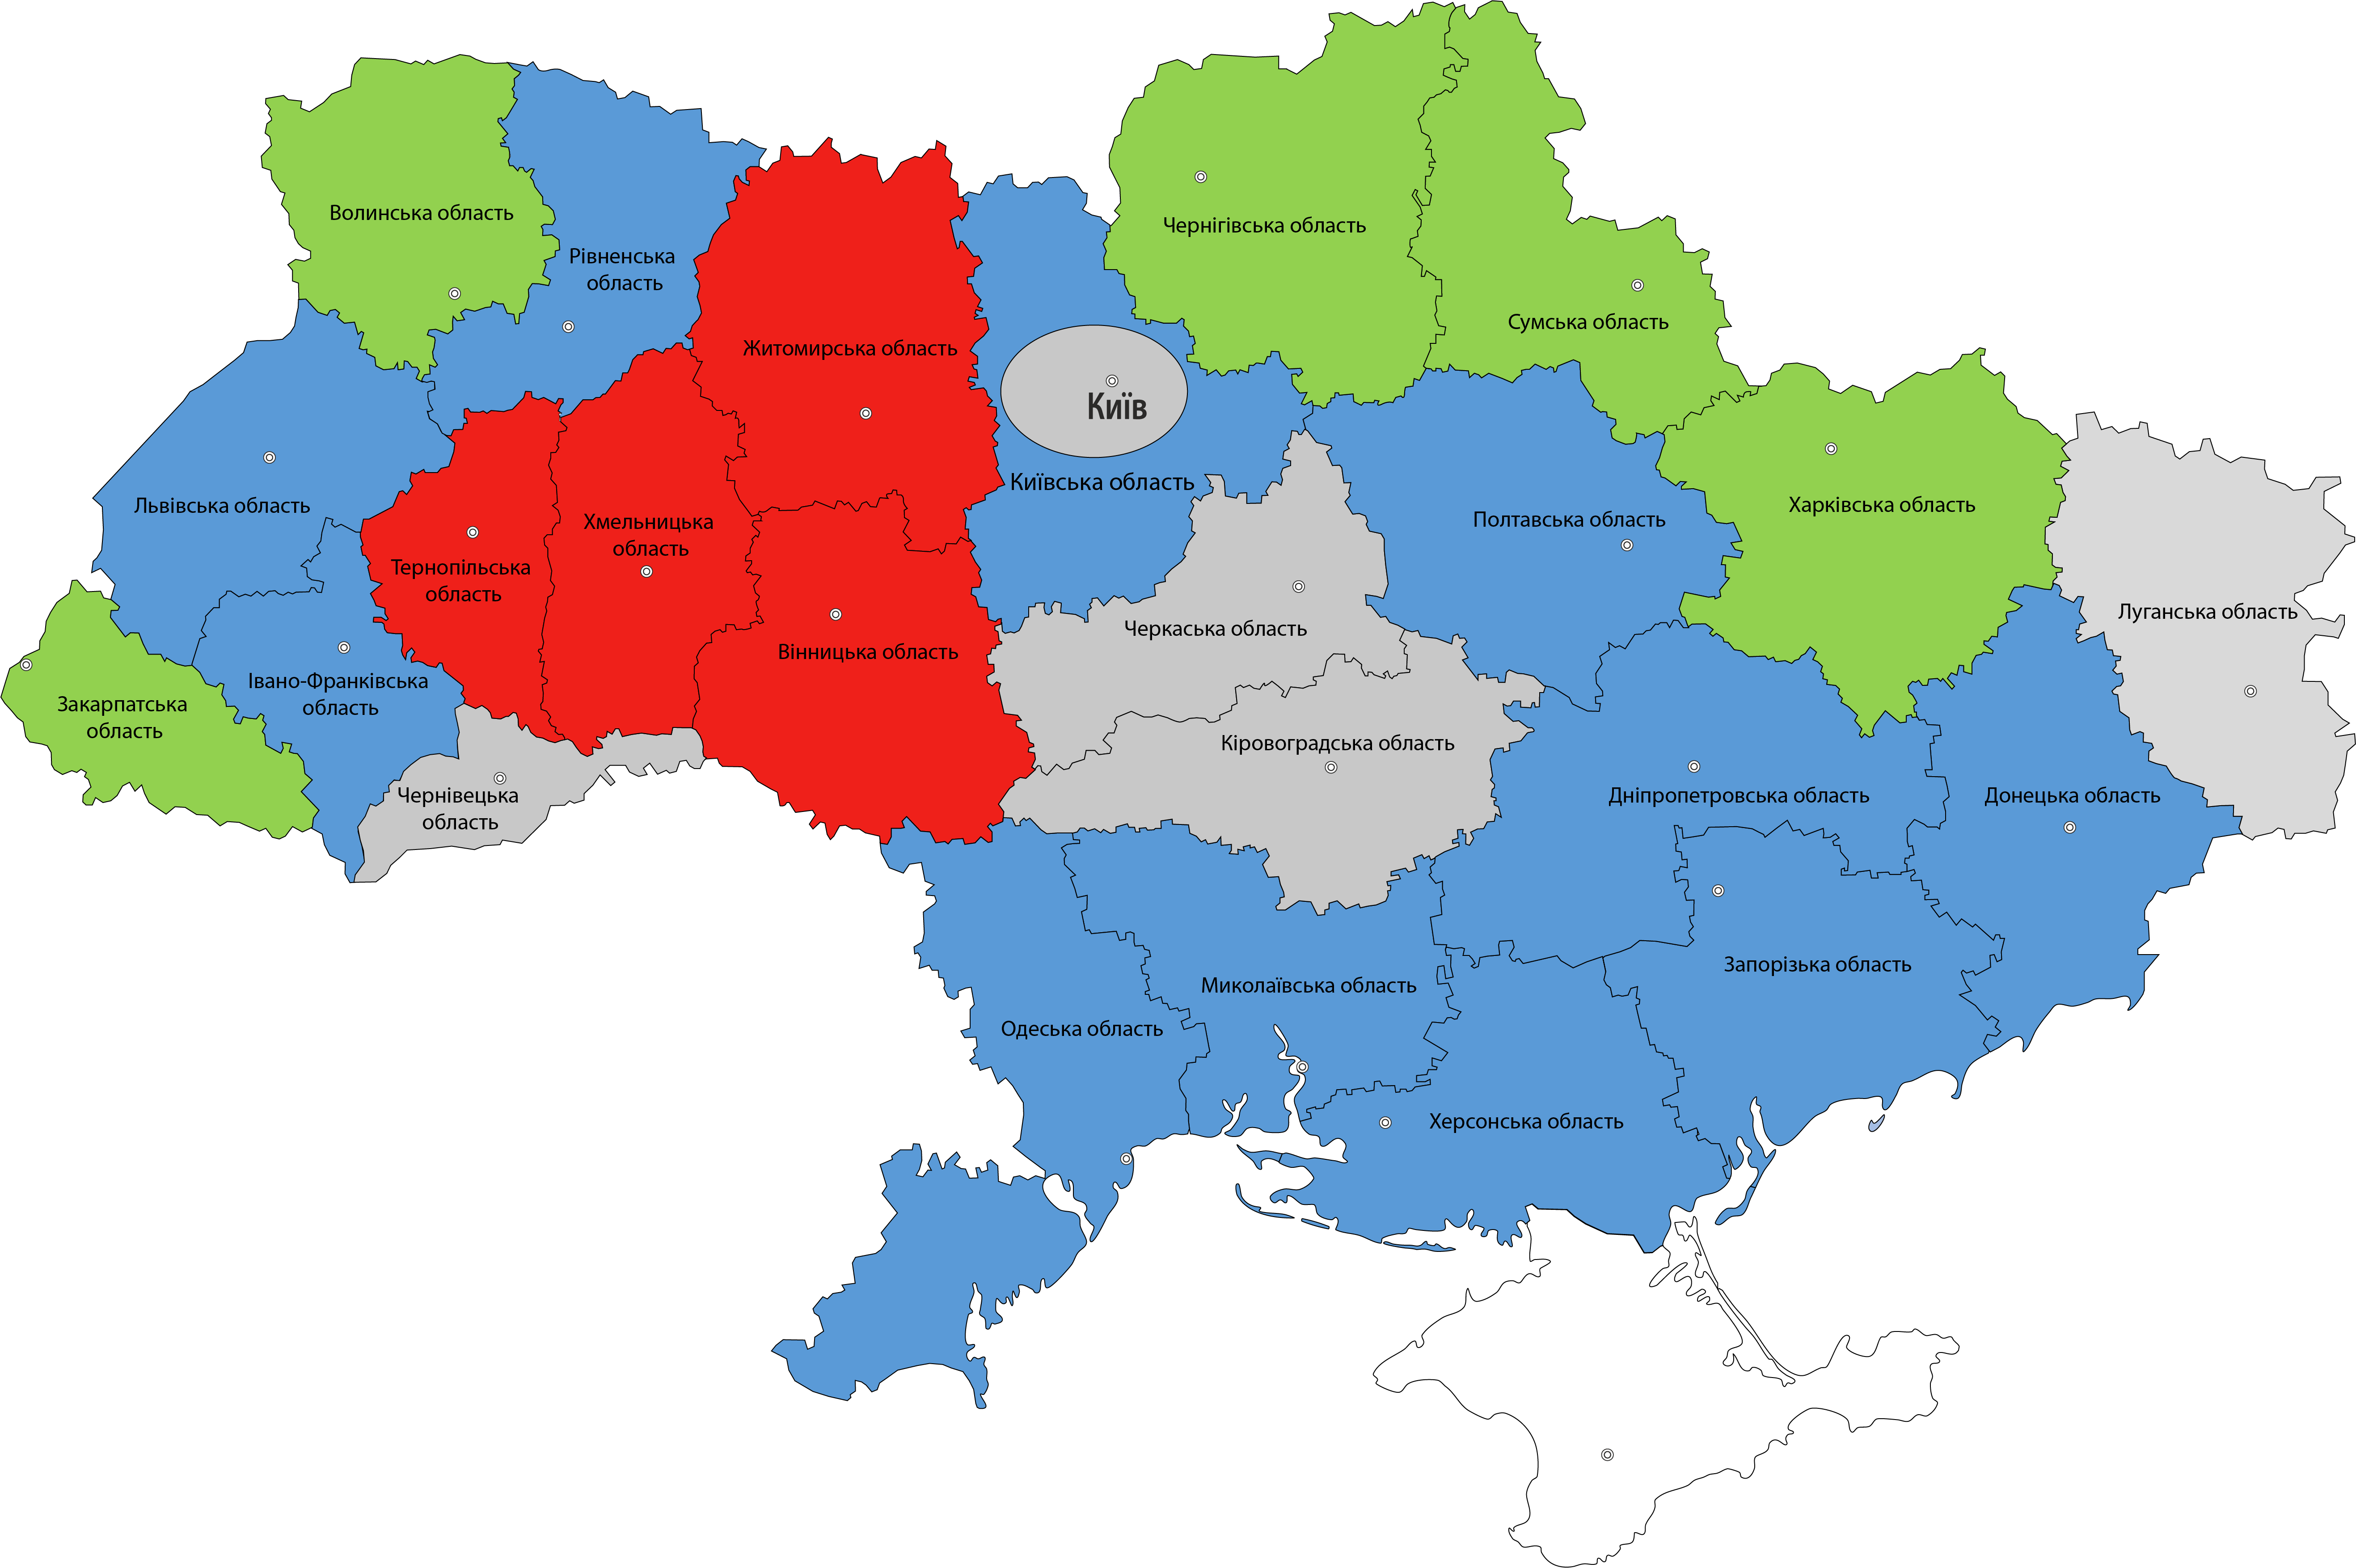 Волинська область
Рівненська
область
Чернігівська область
Сумська область
Житомирська область
Київ
Київська область
Львівська область
Тернопільська
область
Хмельницька
область
Вінницька область
Черкаська область
Полтавська область
Харківська область
Луганська область
Закарпатська
область
Івано-Франківська
область
Чернівецька
область
Кіровоградська область
Дніпропетровська область
Донецька область
Одеська область
Миколаївська область
Запорізька область
Херсонська область